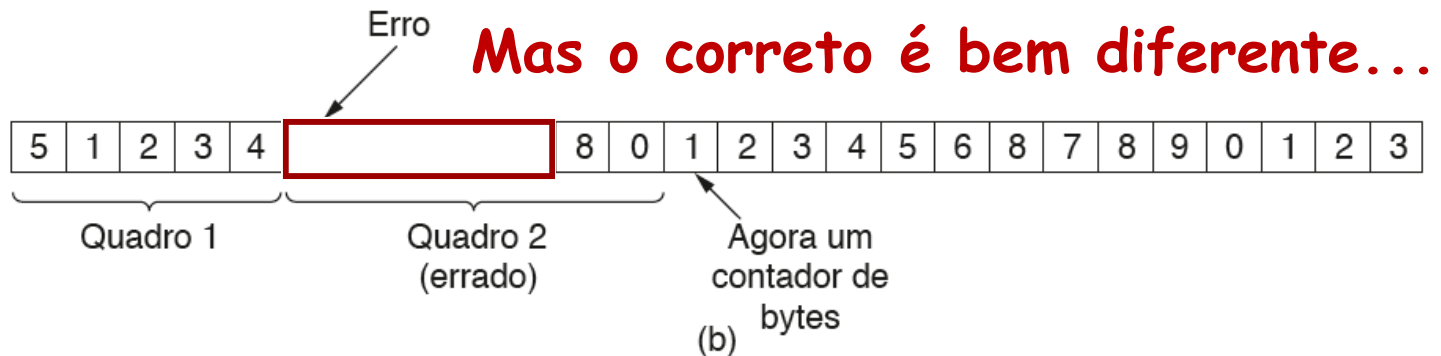 Erro
Mas o correto é bem diferente...
5 1 2 3 4 8 0 1 2 3 4 5 6 8 7 8 9 0 1 2 3
Quadro 1
Quadro 2
(errado)
Agora um
contador de
bytes
(b)